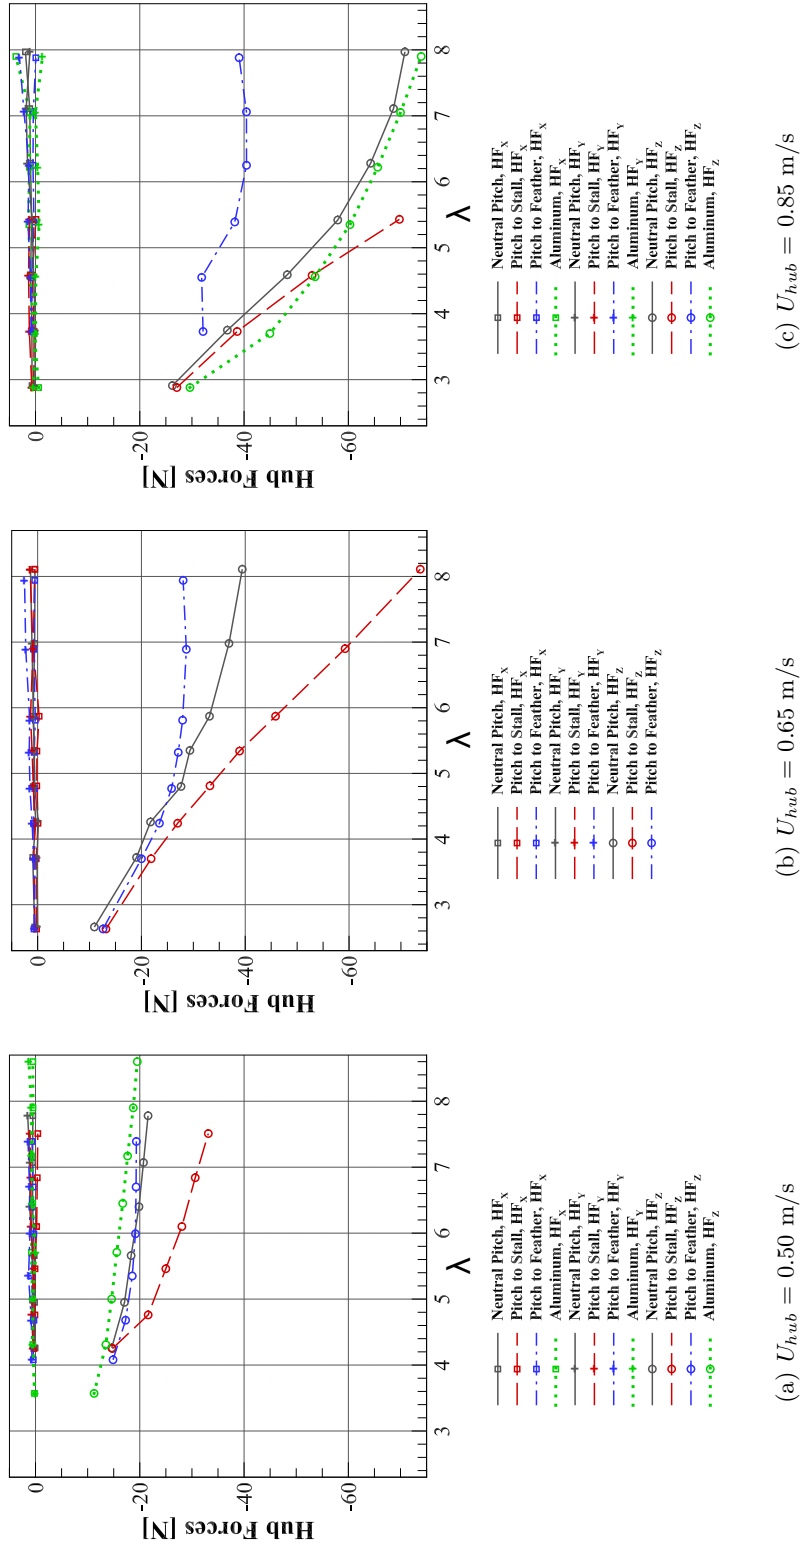 0
-20
-40
-60
Hub Forces [N]
3
4
5
6
7
8
λ
Neutral Pitch, HF_X
Pitch to Stall, HF_X
Pitch to Feather, HF_X
Aluminum, HF_X
Neutral Pitch, HF_Y
Pitch to Stall, HF_Y
Pitch to Feather, HF_Y
Aluminum, HF_Y
Neutral Pitch, HF_Z
Pitch to Stall, HF_Z
Pitch to Feather, HF_Z
Aluminum, HF_Z
(a) U_hub = 0.50 m/s
0
-20
-40
-60
Hub Forces [N]
3
4
5
6
7
8
λ
Neutral Pitch, HF_X
Pitch to Stall, HF_X
Pitch to Feather, HF_X
Neutral Pitch, HF_Y
Pitch to Stall, HF_Y
Pitch to Feather, HF_Y
Neutral Pitch, HF_Z
Pitch to Stall, HF_Z
Pitch to Feather, HF_Z
(b) U_hub = 0.65 m/s
0
-20
-40
-60
Hub Forces [N]
3
4
5
6
7
8
λ
Neutral Pitch, HF_X
Pitch to Stall, HF_X
Pitch to Feather, HF_X
Aluminum, HF_X
Neutral Pitch, HF_Y
Pitch to Stall, HF_Y
Pitch to Feather, HF_Y
Aluminum, HF_Y
Neutral Pitch, HF_Z
Pitch to Stall, HF_Z
Pitch to Feather, HF_Z
Aluminum, HF_Z
(c) U_hub = 0.85 m/s